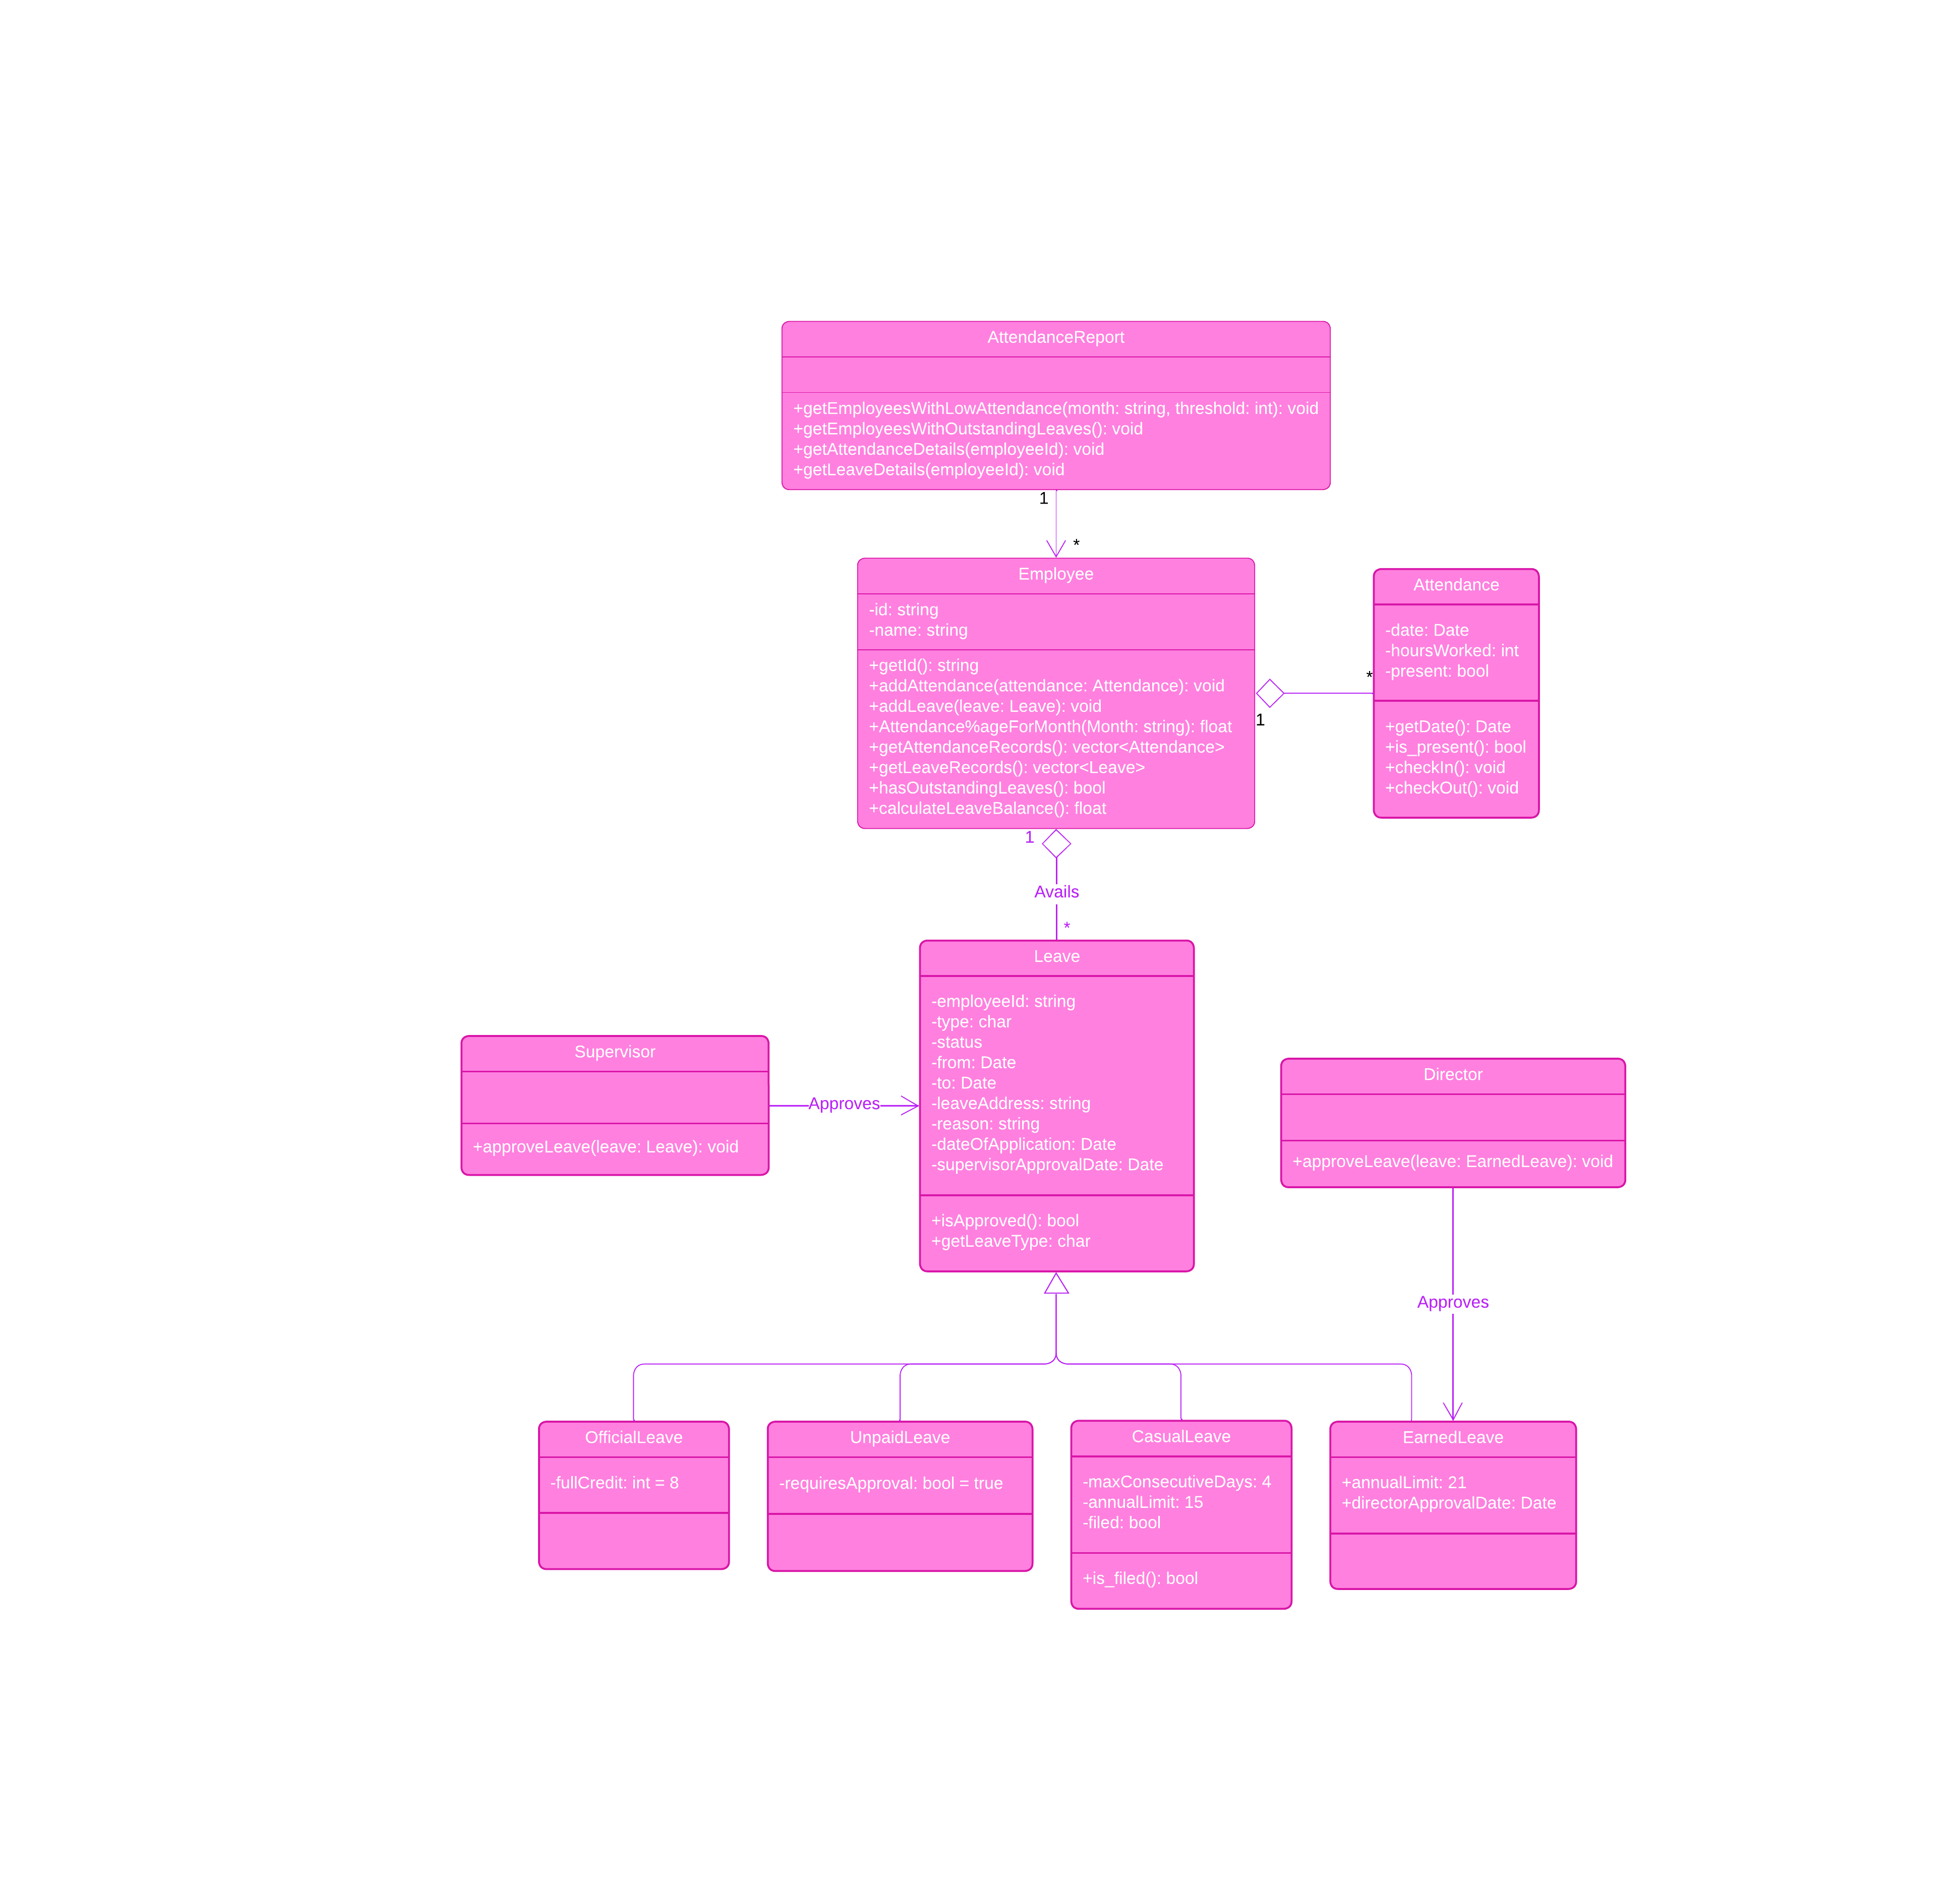 AttendanceReport
+getEmployeesWithLowAttendance(month: string, threshold: int): void
+getEmployeesWithOutstandingLeaves(): void
+getAttendanceDetails(employeeId): void
+getLeaveDetails(employeeId): void
1
*
Employee
-id: string
-name: string
+getId(): string
+addAttendance(attendance: Attendance): void
+addLeave(leave: Leave): void
+Attendance%ageForMonth(Month: string): float
+getAttendanceRecords(): vector<Attendance>
+getLeaveRecords(): vector<Leave>
+hasOutstandingLeaves(): bool
+calculateLeaveBalance(): float
*
1
Attendance
-date: Date
-hoursWorked: int
-present: bool
+getDate(): Date
+is_present(): bool
+checkIn(): void
+checkOut(): void
1
Avails
*
Leave
-employeeId: string
-type: char
-status
-from: Date
-to: Date
-leaveAddress: string
-reason: string
-dateOfApplication: Date
-supervisorApprovalDate: Date
+isApproved(): bool
+getLeaveType: char
Supervisor
+approveLeave(leave: Leave): void
Approves
Director
+approveLeave(leave: EarnedLeave): void
Approves
OfficialLeave
-fullCredit: int = 8
UnpaidLeave
-requiresApproval: bool = true
CasualLeave
-maxConsecutiveDays: 4
-annualLimit: 15
-filed: bool
+is_filed(): bool
EarnedLeave
+annualLimit: 21
+directorApprovalDate: Date